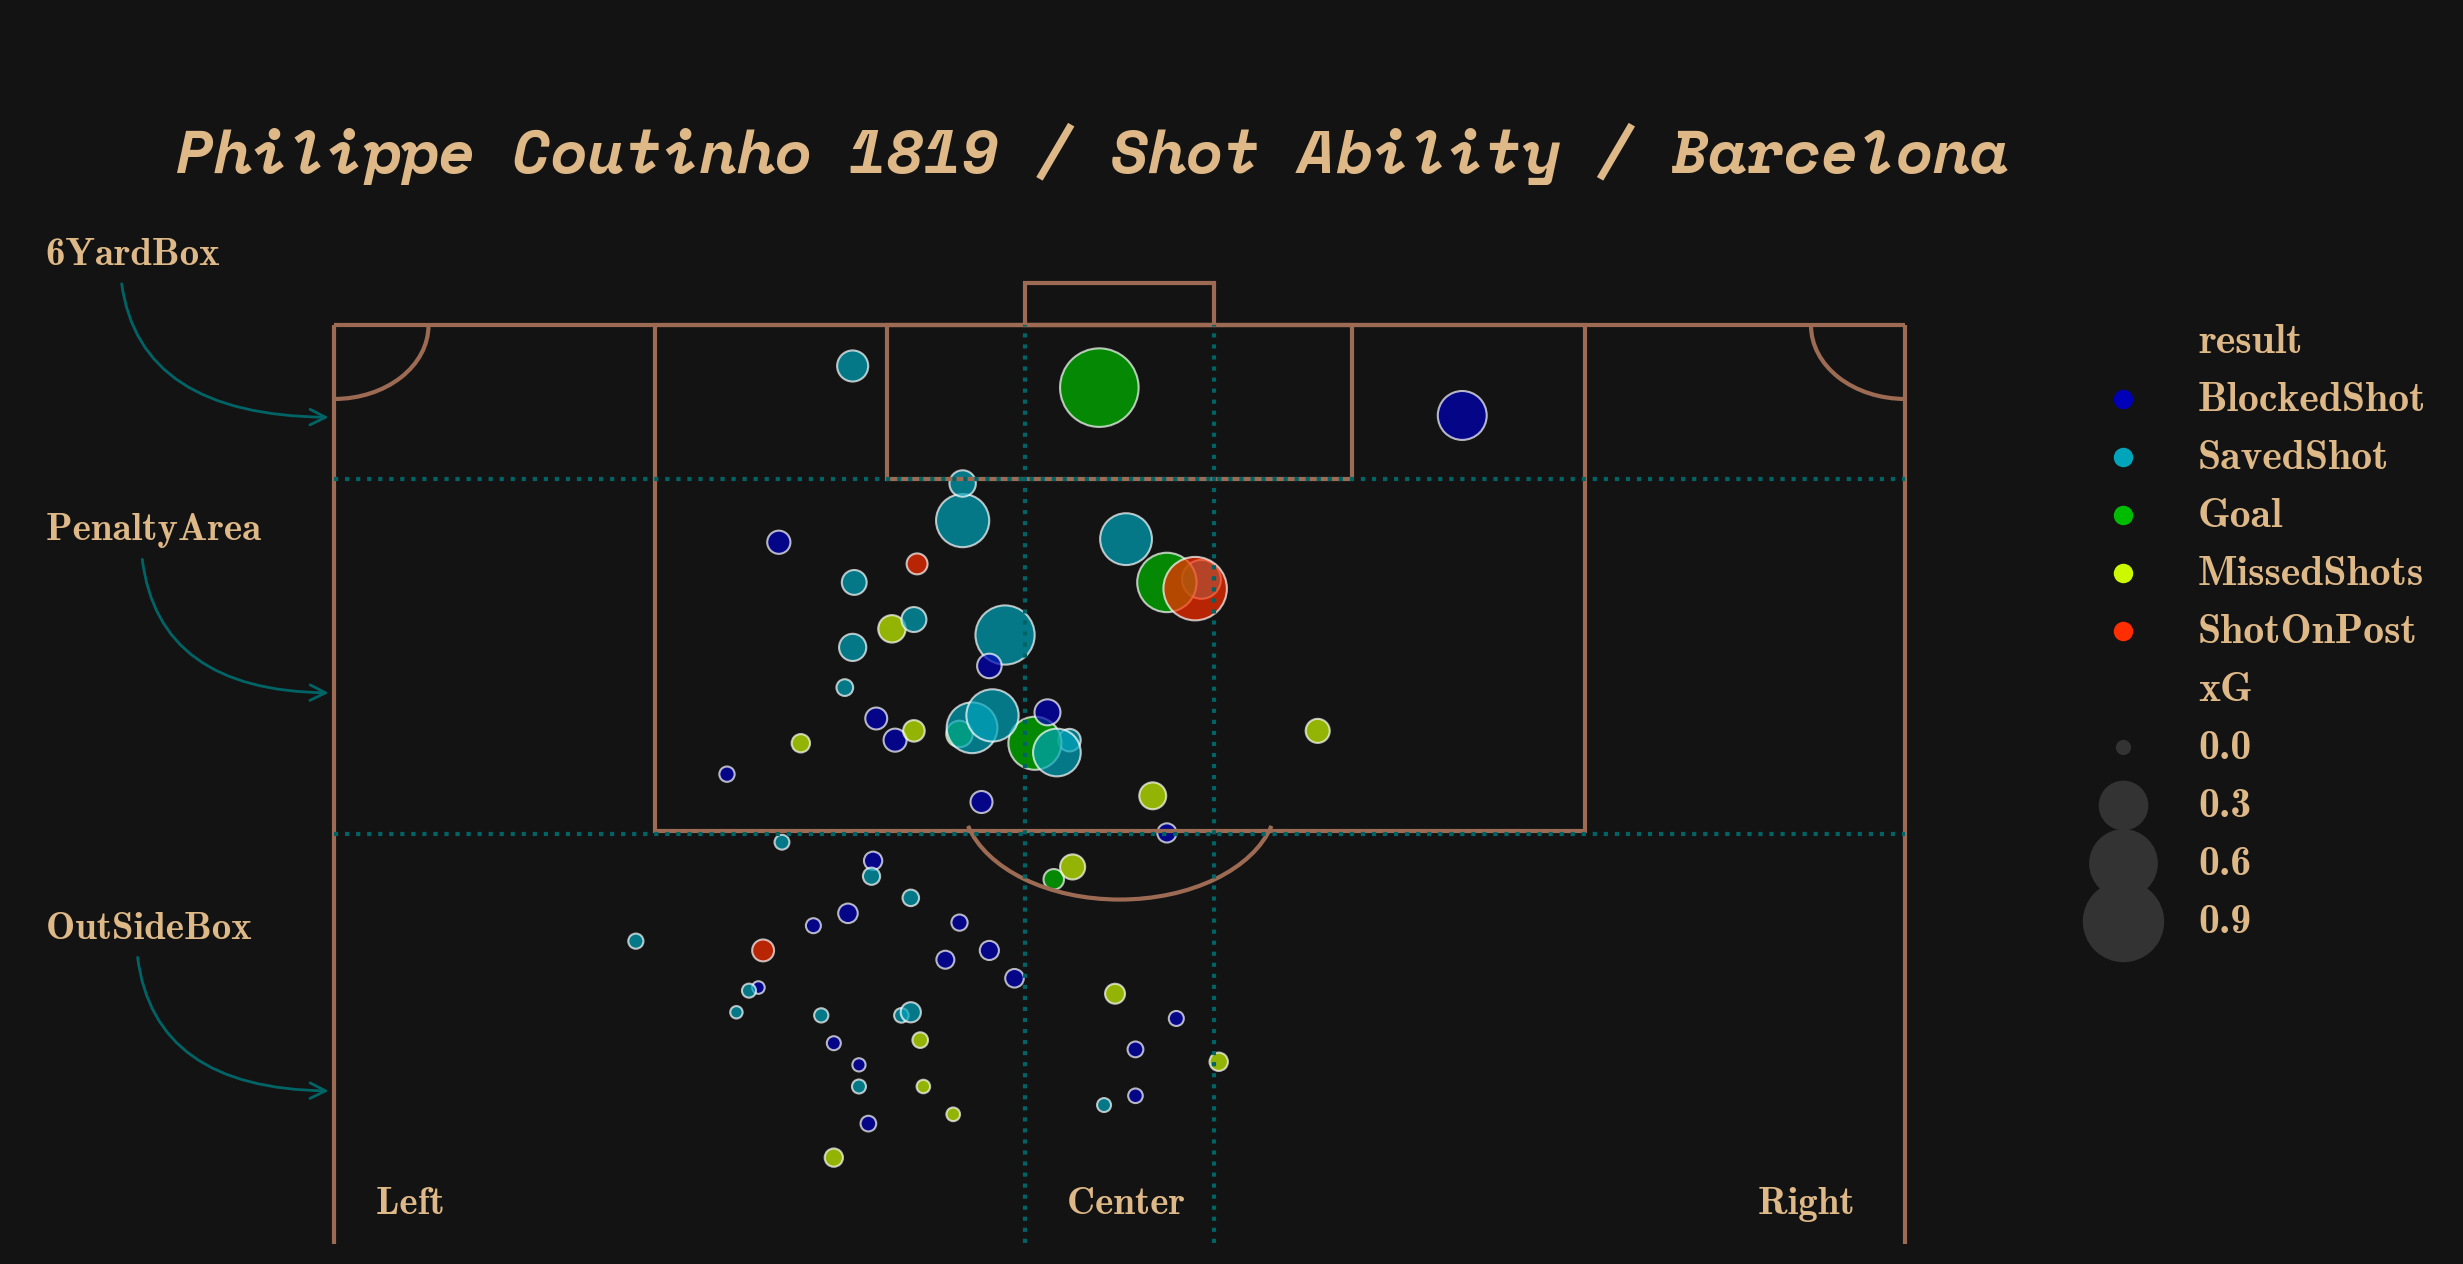 Philippe Coutinho 1819 / Shot Ability / Barcelona
6YardBox
PenaltyArea
OutSideBox
Left
Center
Right
result
BlockedShot
SavedShot
Goal
MissedShots
ShotOnPost
xG
0.0
0.3
0.6
0.9